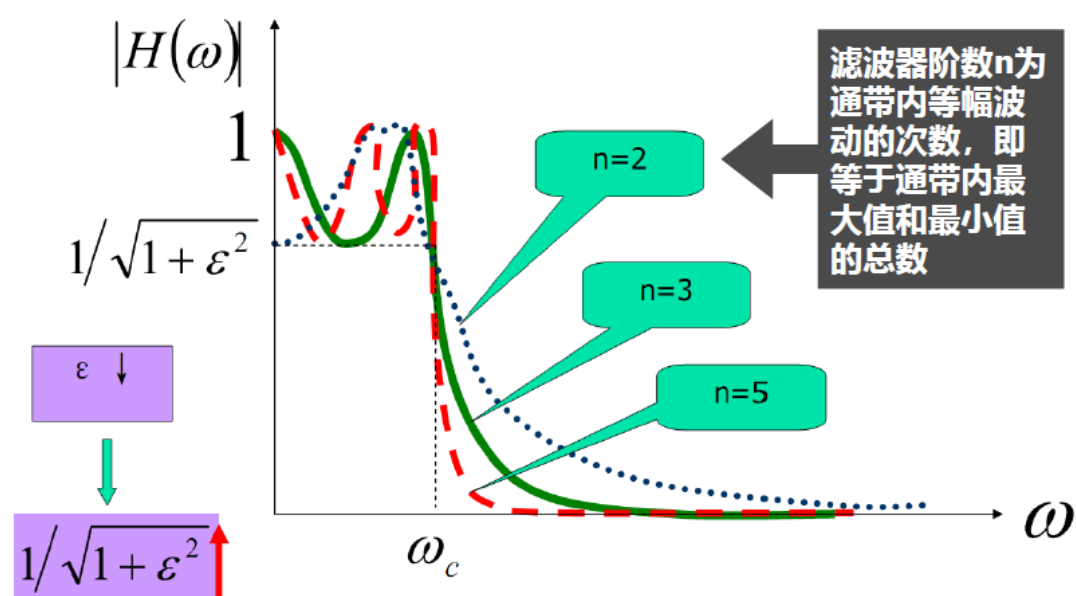 |H(ω)|
1
1/√(1+ε²)
滤波器阶数n为
通带内等幅波
动的次数，即
等于通带内最
大值和最小值
的总数
n=2
n=3
n=5
ε ↓
1/√(1+ε²)
ω_c
ω